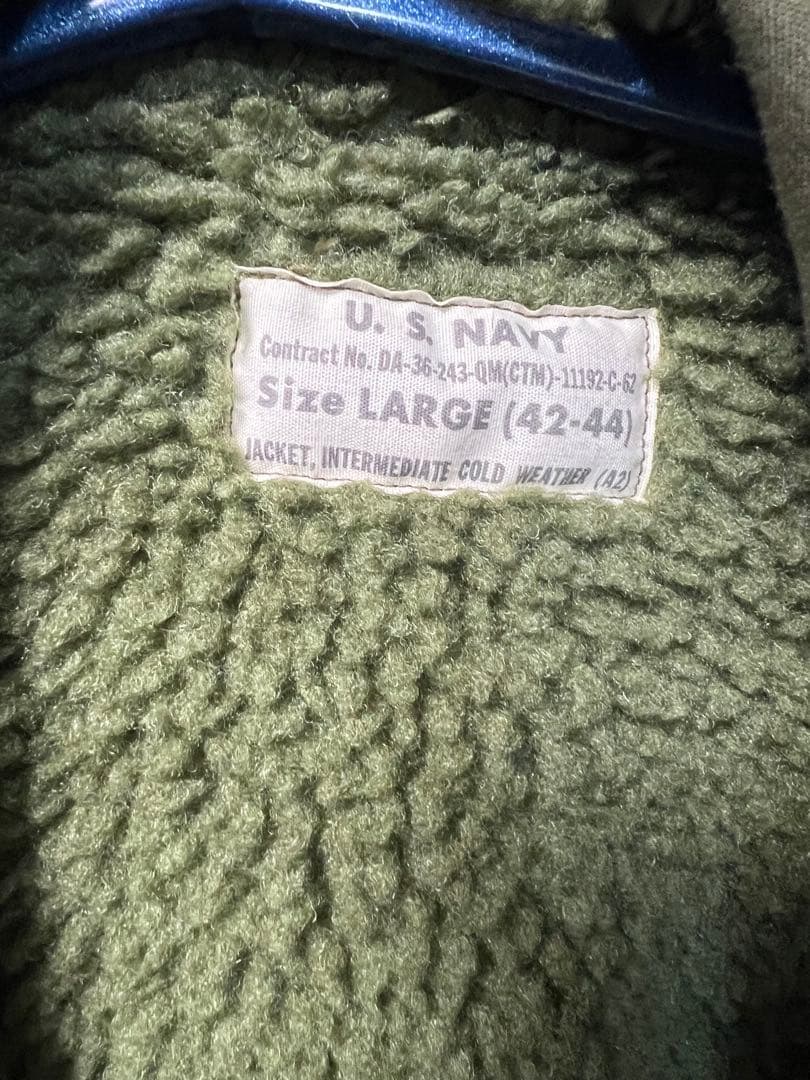 U. S. NAVY
Contract No. DA-36-243-QM(CTM)-11192-C-62
Size LARGE (42-44)
JACKET, INTERMEDIATE COLD WEATHER (A2)